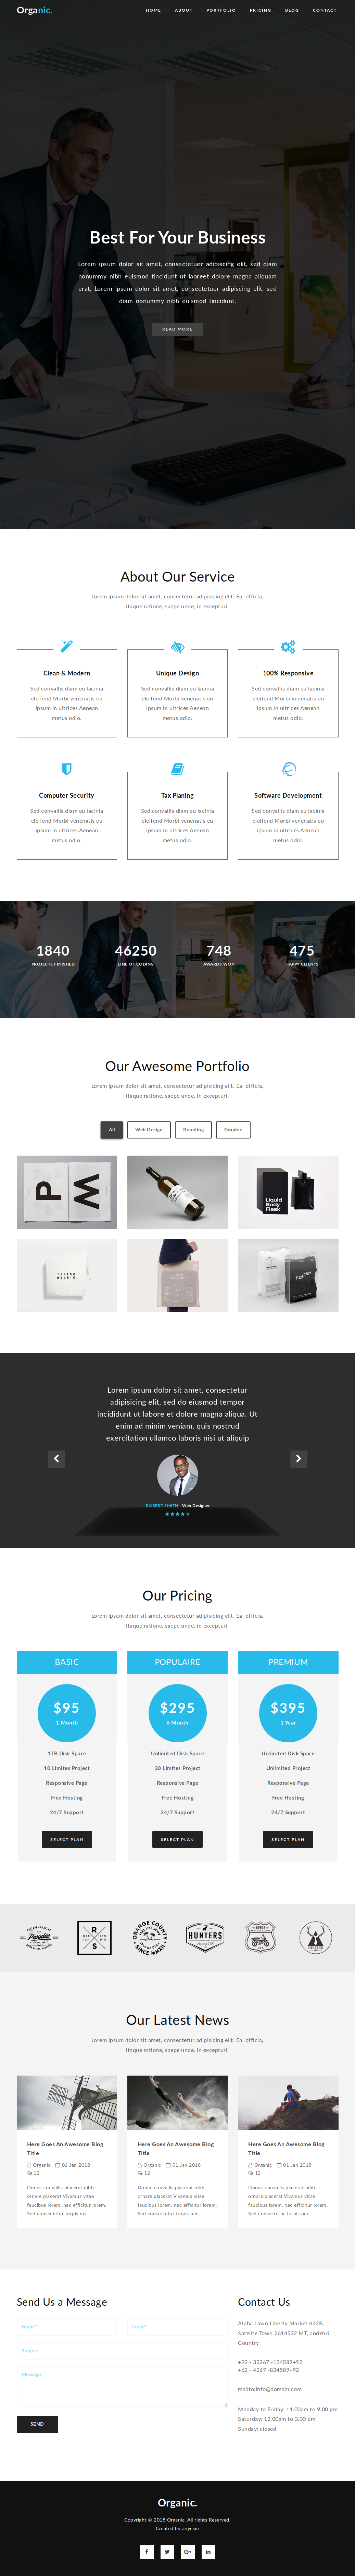 Organic.
HOME ABOUT PORTFOLIO PRICING BLOG CONTACT
Best For Your Business
Lorem ipsum dolor sit amet, consectetuer adipiscing elit, sed diam
nonummy nibh euismod tincidunt ut laoreet dolore magna aliquam
erat. Lorem ipsum dolor sit amet, consectetuer adipiscing elit, sed
diam nonummy nibh euismod tincidunt.
READ MORE
About Our Service
Lorem ipsum dolor sit amet, consectetur adipisicing elit. Ea, officia,
itaque ratione, saepe unde, in excepturi.
Clean & Modern
Sed convallis diam eu lacinia
eleifend Morbi venenatis eu
ipsum in ultrices Aenean
metus odio.
Unique Design
Sed convallis diam eu lacinia
eleifend Morbi venenatis eu
ipsum in ultrices Aenean
metus odio.
100% Responsive
Sed convallis diam eu lacinia
eleifend Morbi venenatis eu
ipsum in ultrices Aenean
metus odio.
Computer Security
Sed convallis diam eu lacinia
eleifend Morbi venenatis eu
ipsum in ultrices Aenean
metus odio.
Tax Planing
Sed convallis diam eu lacinia
eleifend Morbi venenatis eu
ipsum in ultrices Aenean
metus odio.
Software Development
Sed convallis diam eu lacinia
eleifend Morbi venenatis eu
ipsum in ultrices Aenean
metus odio.
1840
PROJECTS FINISHED
46250
LINE OF CODING
748
AWARDS WON
475
HAPPY CLIENTS
Our Awesome Portfolio
Lorem ipsum dolor sit amet, consectetur adipisicing elit. Ea, officia,
itaque ratione, saepe unde, in excepturi.
All Web Design Branding Graphic
P W
Liquid
Body
Flask
Lorem ipsum dolor sit amet, consectetur
adipisicing elit, sed do eiusmod tempor
incididunt ut labore et dolore magna aliqua. Ut
enim ad minim veniam, quis nostrud
exercitation ullamco laboris nisi ut aliquip
ROBERT SMITH - Web Designer
Our Pricing
Lorem ipsum dolor sit amet, consectetur adipisicing elit. Ea, officia,
itaque ratione, saepe unde, in excepturi.
BASIC
$95
1 Month
1TB Disk Space
10 Limites Project
Responsive Page
Free Hosting
24/7 Support
SELECT PLAN
POPULAIRE
$295
6 Month
Unlimited Disk Space
30 Limites Project
Responsive Page
Free Hosting
24/7 Support
SELECT PLAN
PREMIUM
$395
1 Year
Unlimited Disk Space
Unlimited Project
Responsive Page
Free Hosting
24/7 Support
SELECT PLAN
R S
ORANGE COUNTY
HUNTERS
Our Latest News
Lorem ipsum dolor sit amet, consectetur adipisicing elit. Ea, officia,
itaque ratione, saepe unde, in excepturi.
Here Goes An Awesome Blog
Title
Organic 01 Jan 2018
12
Donec convallis placerat nibh
ornare placerat Vivamus vitae
faucibus lorem, nec efficitur lorem.
Sed consectetur turpis nec.
Here Goes An Awesome Blog
Title
Organic 01 Jan 2018
12
Donec convallis placerat nibh
ornare placerat Vivamus vitae
faucibus lorem, nec efficitur lorem.
Sed consectetur turpis nec.
Here Goes An Awesome Blog
Title
Organic 01 Jan 2018
12
Donec convallis placerat nibh
ornare placerat Vivamus vitae
faucibus lorem, nec efficitur lorem.
Sed consectetur turpis nec.
Send Us a Message
Name*
Email*
Subject
Message*
SEND
Contact Us
Alpha Lawn Liberty Market 6428L
Satelite Town 2614532 MT, andehri
Country
+92 - 33267 -124589+92
+62 - 4267 -824589+92
mailto:info@domain.com
Monday to Friday: 11.00am to 9.00 pm
Saturday: 12.00am to 3.00 pm
Sunday: closed
Organic.
Copyright © 2018 Organic, All rights Reserved.
Created by anycon